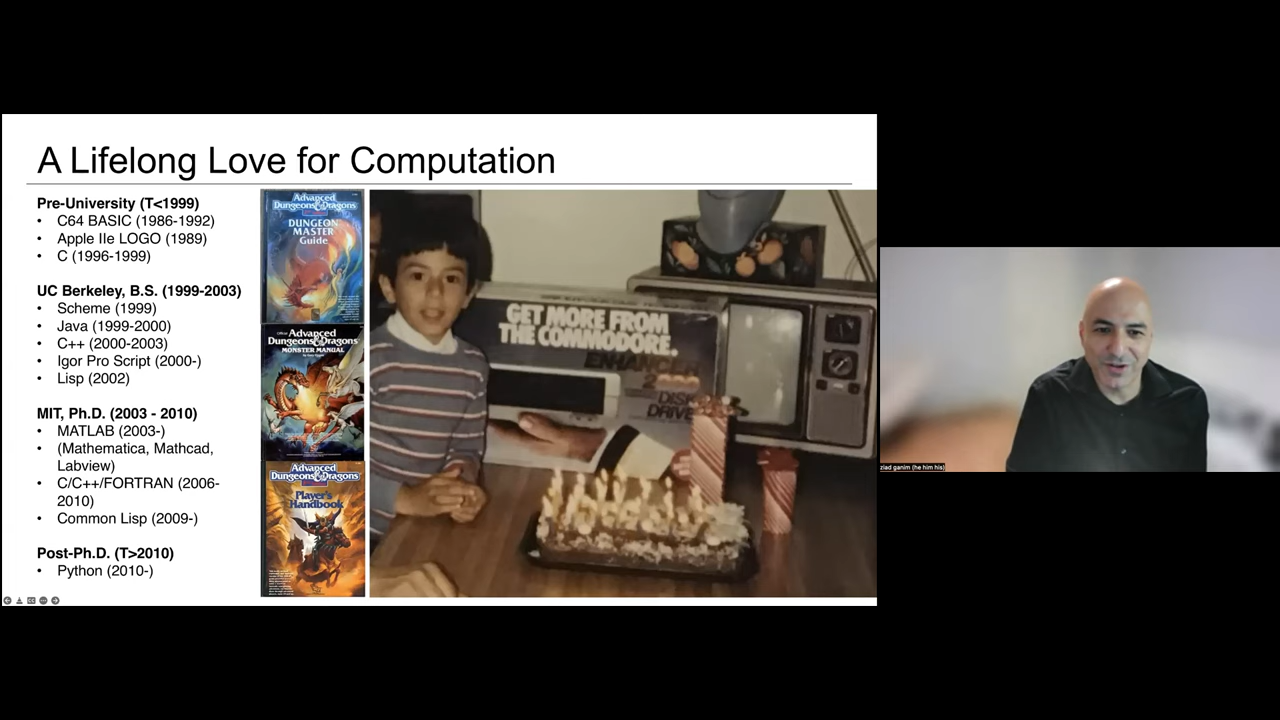 A Lifelong Love for Computation
Pre-University (T<1999)
• C64 BASIC (1986-1992)
• Apple IIe LOGO (1989)
• C (1996-1999)
UC Berkeley, B.S. (1999-2003)
• Scheme (1999)
• Java (1999-2000)
• C++ (2000-2003)
• Igor Pro Script (2000-)
• Lisp (2002)
MIT, Ph.D. (2003 - 2010)
• MATLAB (2003-)
• (Mathematica, Mathcad,
Labview)
• C/C++/FORTRAN (2006-
2010)
• Common Lisp (2009-)
Post-Ph.D. (T>2010)
• Python (2010-)
Advanced
Dungeons & Dragons
DUNGEON
MASTER
Guide
Advanced
Dungeons & Dragons
MONSTER MANUAL
Advanced
Dungeons & Dragons
Player's
Handbook
GET MORE FROM
THE COMMODORE.
ENHANCER
2000
DISK
DRIVE
ziad ganim (he him his)